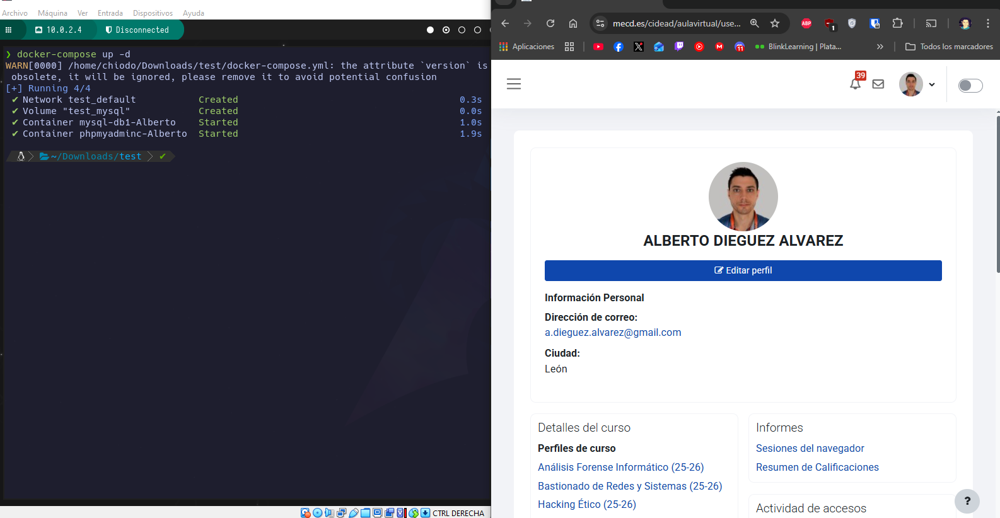 Archivo Máquina Ver Entrada Dispositivos Ayuda
10.0.2.4 Disconnected
❯ docker-compose up -d
WARN[0000] /home/chiodo/Downloads/test/docker-compose.yml: the attribute `version` is
obsolete, it will be ignored, please remove it to avoid potential confusion
[+] Running 4/4
✔ Network test_default Created 0.3s
✔ Volume "test_mysql" Created 0.0s
✔ Container mysql-db1-Alberto Started 1.0s
✔ Container phpmyadminc-Alberto Started 1.9s
~/Downloads/test ✔
CTRL DERECHA
mecd.es/cidead/aulavirtual/use...
ABP
1
Aplicaciones
11
BlinkLearning | Plata...
»
Todos los marcadores
39
ALBERTO DIEGUEZ ALVAREZ
Editar perfil
Información Personal
Dirección de correo:
a.dieguez.alvarez@gmail.com
Ciudad:
León
Detalles del curso
Perfiles de curso
Análisis Forense Informático (25-26)
Bastionado de Redes y Sistemas (25-26)
Hacking Ético (25-26)
Informes
Sesiones del navegador
Resumen de Calificaciones
Actividad de accesos
?